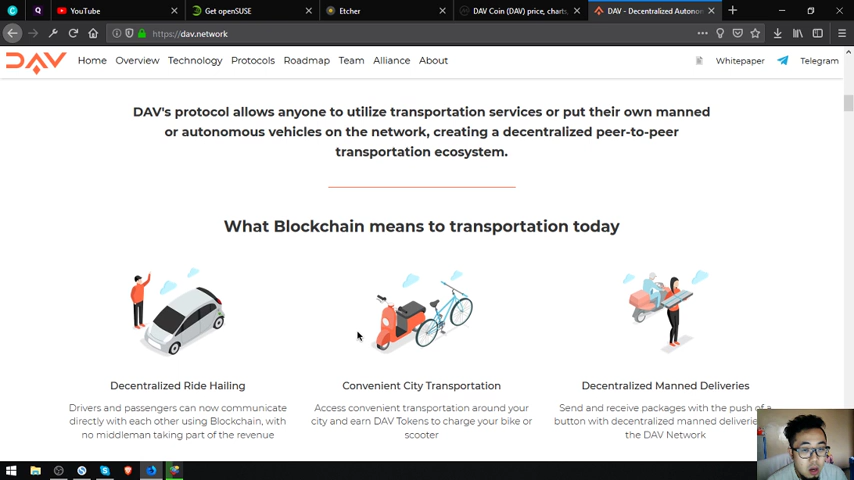 YouTube
Get openSUSE
Etcher
DAV Coin (DAV) price, charts,
DAV - Decentralized Autono
https://dav.network
DAV
Home
Overview
Technology
Protocols
Roadmap
Team
Alliance
About
Whitepaper
Telegram
DAV's protocol allows anyone to utilize transportation services or put their own manned
or autonomous vehicles on the network, creating a decentralized peer-to-peer
transportation ecosystem.
What Blockchain means to transportation today
Decentralized Ride Hailing
Drivers and passengers can now communicate
directly with each other using Blockchain, with
no middleman taking part of the revenue
Convenient City Transportation
Access convenient transportation around your
city and earn DAV Tokens to charge your bike or
scooter
Decentralized Manned Deliveries
Send and receive packages with the push of a
button with decentralized manned deliverie
the DAV Network